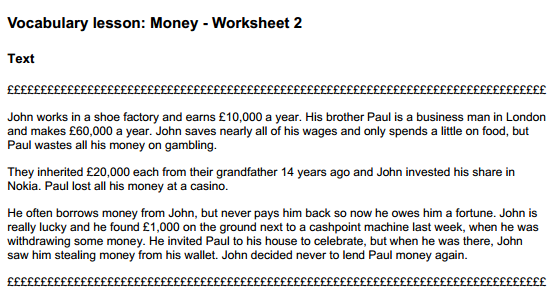 Vocabulary lesson: Money - Worksheet 2
Text
££££££££££££££££££££££££££££££££££££££££££££££££££££££££££££££££££££££££££££££££
John works in a shoe factory and earns £10,000 a year. His brother Paul is a business man in London
and makes £60,000 a year. John saves nearly all of his wages and only spends a little on food, but
Paul wastes all his money on gambling.
They inherited £20,000 each from their grandfather 14 years ago and John invested his share in
Nokia. Paul lost all his money at a casino.
He often borrows money from John, but never pays him back so now he owes him a fortune. John is
really lucky and he found £1,000 on the ground next to a cashpoint machine last week, when he was
withdrawing some money. He invited Paul to his house to celebrate, but when he was there, John
saw him stealing money from his wallet. John decided never to lend Paul money again.
££££££££££££££££££££££££££££££££££££££££££££££££££££££££££££££££££££££££££££££££